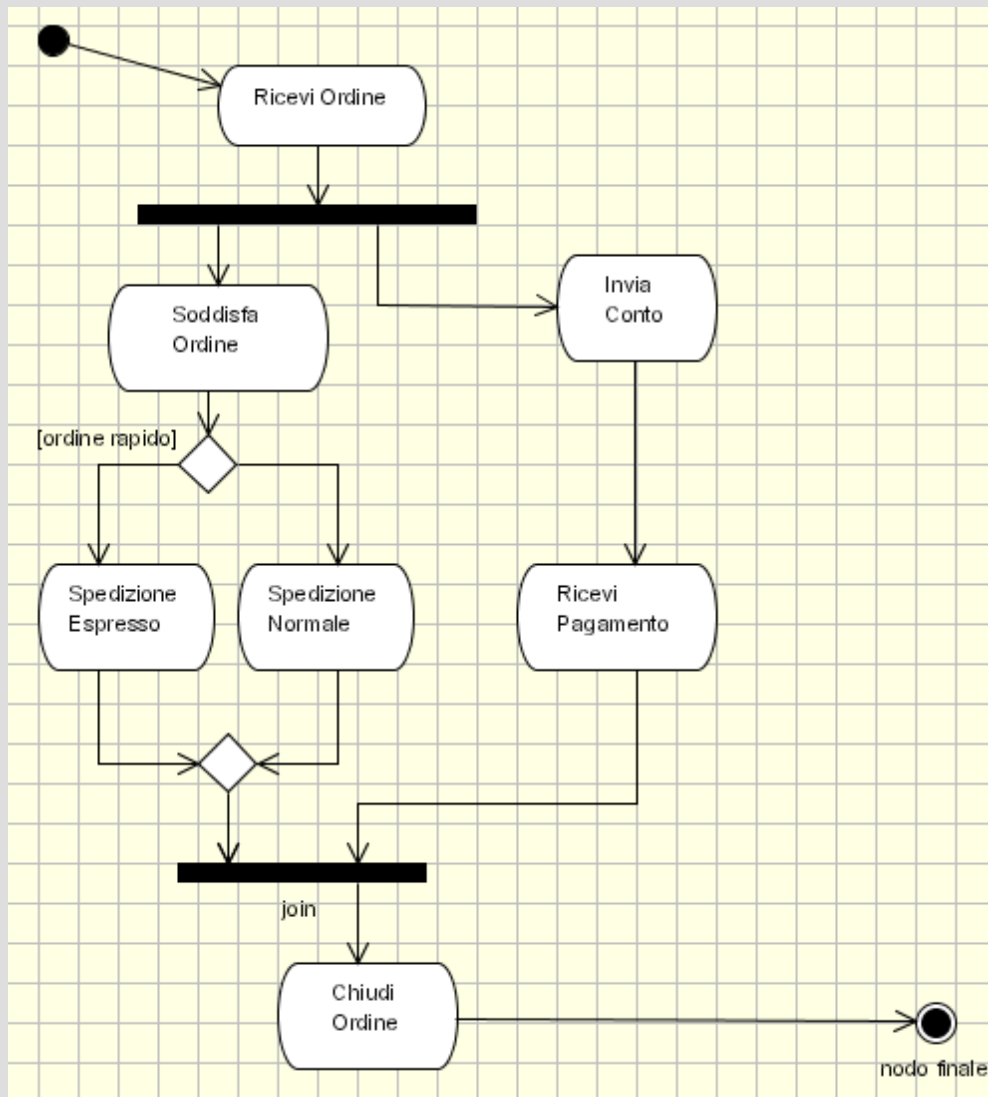 Ricevi Ordine
Invia
Conto
Soddisfa
Ordine
[ordine rapido]
Spedizione
Espresso
Spedizione
Normale
Ricevi
Pagamento
join
Chiudi
Ordine
nodo finale